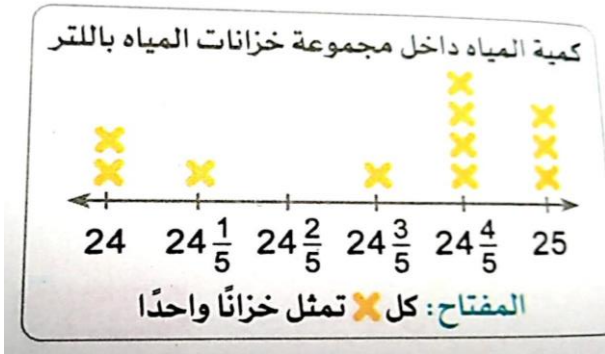 كمية المياه داخل مجموعة خزانات المياه باللتر
24 24 1/5 24 2/5 24 3/5 24 4/5 25
المفتاح: كل × تمثل خزانًا واحدًا